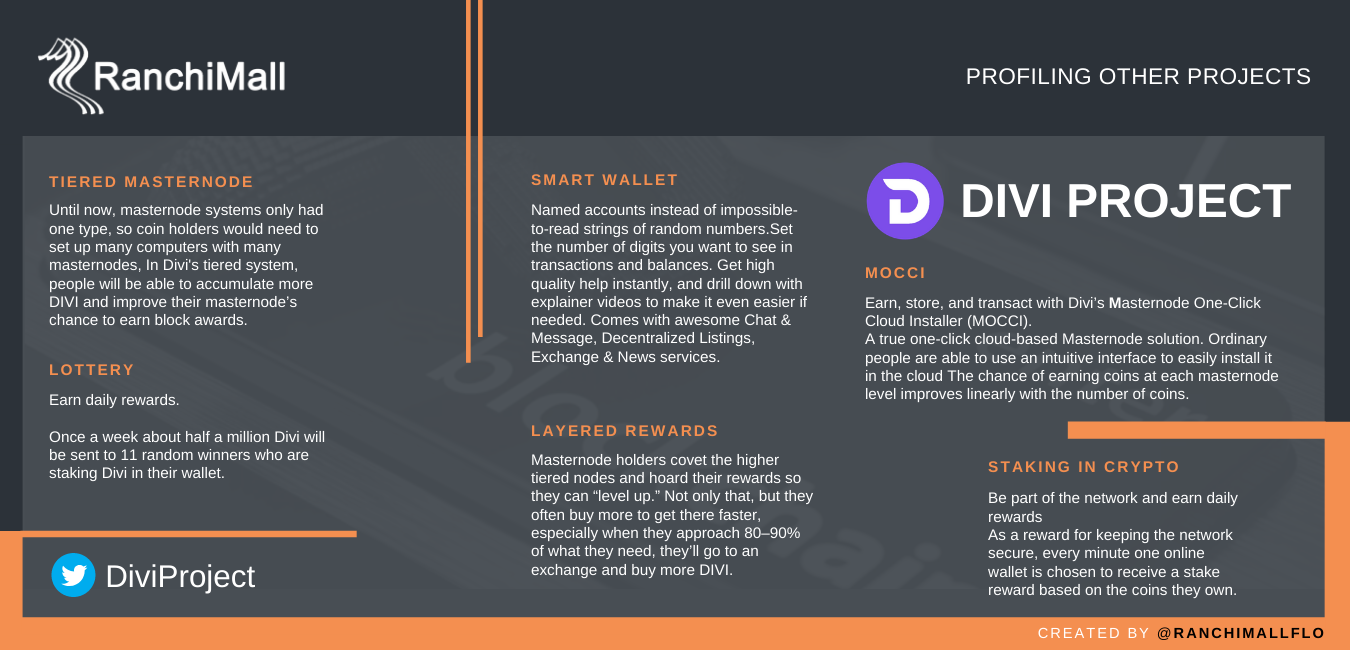 RanchiMall
PROFILING OTHER PROJECTS
TIERED MASTERNODE
Until now, masternode systems only had
one type, so coin holders would need to
set up many computers with many
masternodes, In Divi's tiered system,
people will be able to accumulate more
DIVI and improve their masternode's
chance to earn block awards.
LOTTERY
Earn daily rewards.
Once a week about half a million Divi will
be sent to 11 random winners who are
staking Divi in their wallet.
DiviProject
SMART WALLET
Named accounts instead of impossible-
to-read strings of random numbers.Set
the number of digits you want to see in
transactions and balances. Get high
quality help instantly, and drill down with
explainer videos to make it even easier if
needed. Comes with awesome Chat &
Message, Decentralized Listings,
Exchange & News services.
LAYERED REWARDS
Masternode holders covet the higher
tiered nodes and hoard their rewards so
they can “level up.” Not only that, but they
often buy more to get there faster,
especially when they approach 80–90%
of what they need, they’ll go to an
exchange and buy more DIVI.
DIVI PROJECT
MOCCI
Earn, store, and transact with Divi’s Masternode One-Click
Cloud Installer (MOCCI).
A true one-click cloud-based Masternode solution. Ordinary
people are able to use an intuitive interface to easily install it
in the cloud The chance of earning coins at each masternode
level improves linearly with the number of coins.
STAKING IN CRYPTO
Be part of the network and earn daily
rewards
As a reward for keeping the network
secure, every minute one online
wallet is chosen to receive a stake
reward based on the coins they own.
CREATED BY @RANCHIMALLFLO